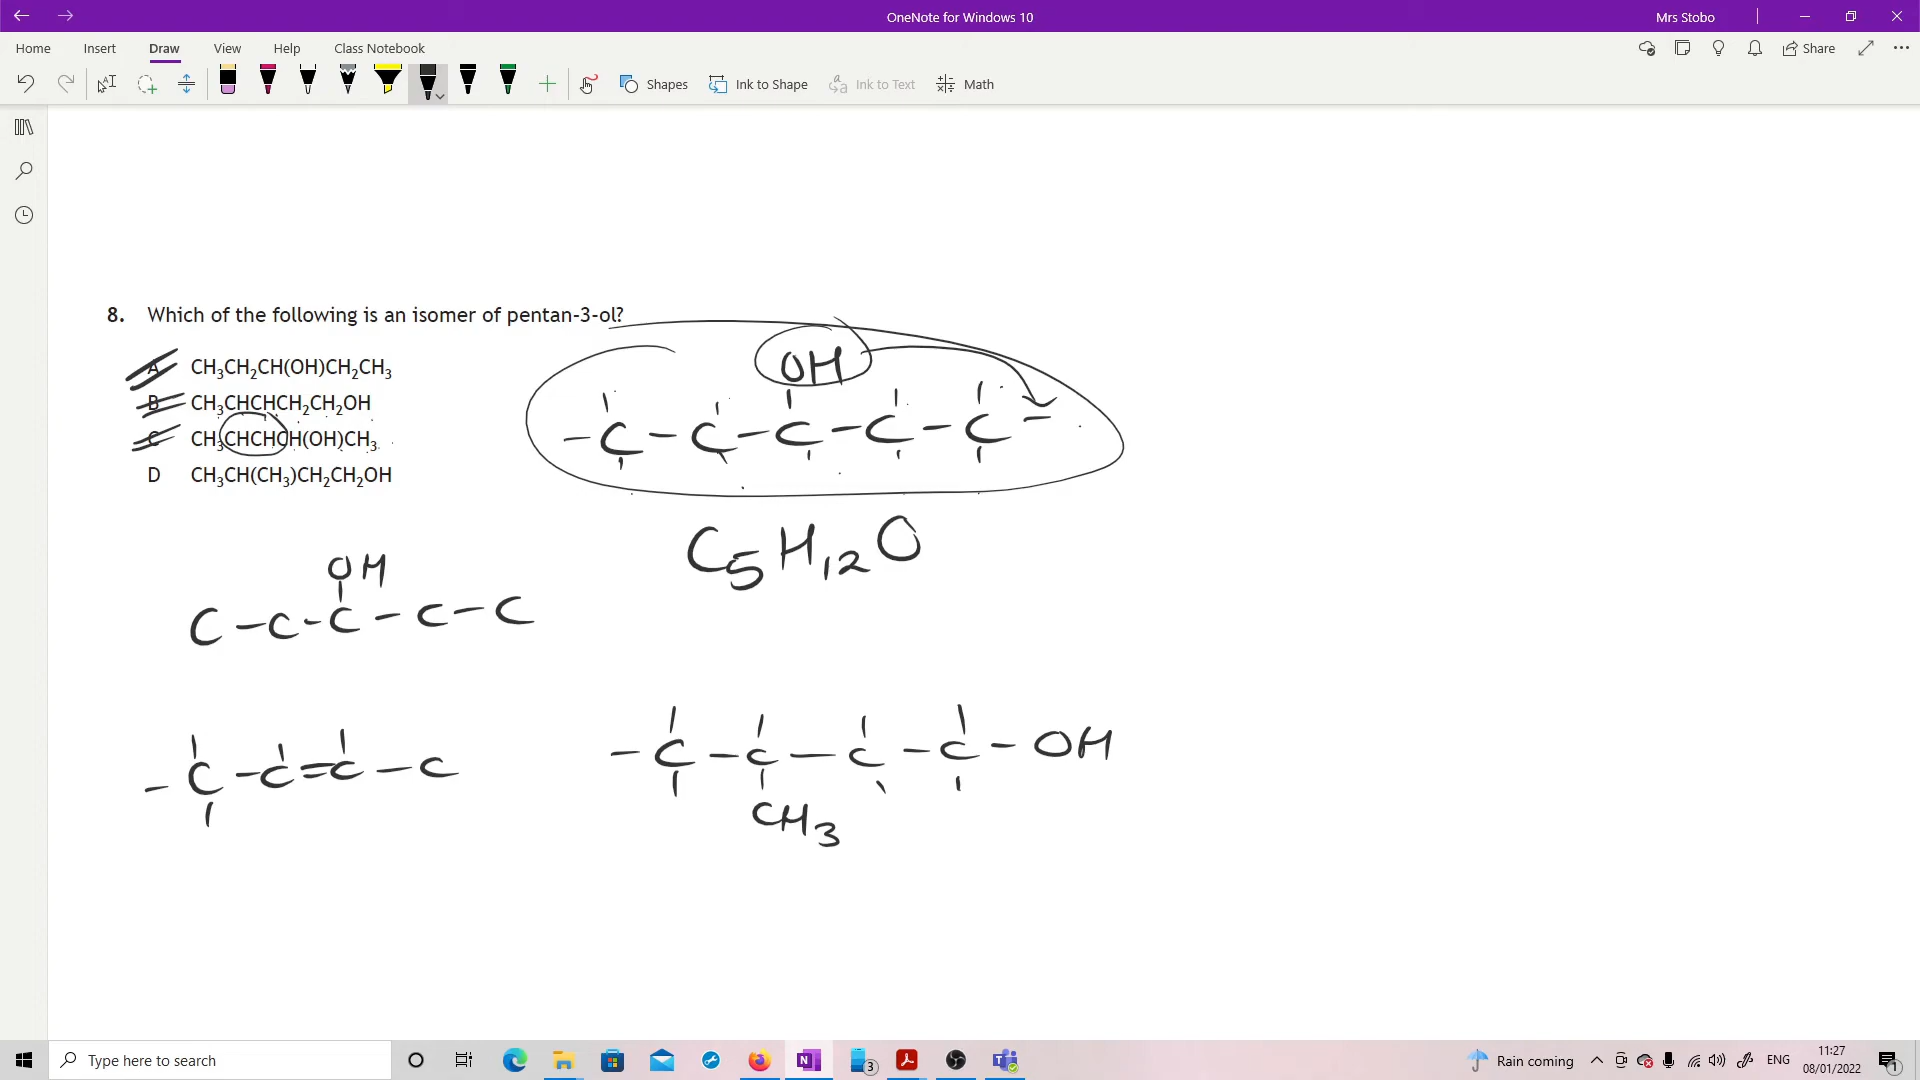 OneNote for Windows 10
Mrs Stobo
Home Insert Draw View Help Class Notebook
Share
Shapes Ink to Shape Ink to Text Math
8. Which of the following is an isomer of pentan-3-ol?
A CH₃CH₂CH(OH)CH₂CH₃
B CH₃CHCHCH₂CH₂OH
C CH₃CHCHCH(OH)CH₃
D CH₃CH(CH₃)CH₂CH₂OH
OH
- C - C - C - C - C -
C₅H₁₂O
OH
C - C - C - C - C
- C - C = C - C
- C - C - C - C - OH
CH₃
Type here to search
3
Rain coming
ENG
11:27
08/01/2022
1